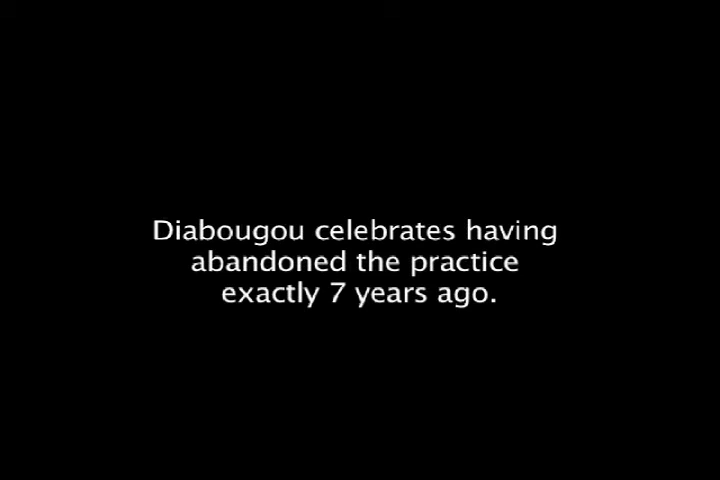 Diabougou celebrates having
abandoned the practice
exactly 7 years ago.